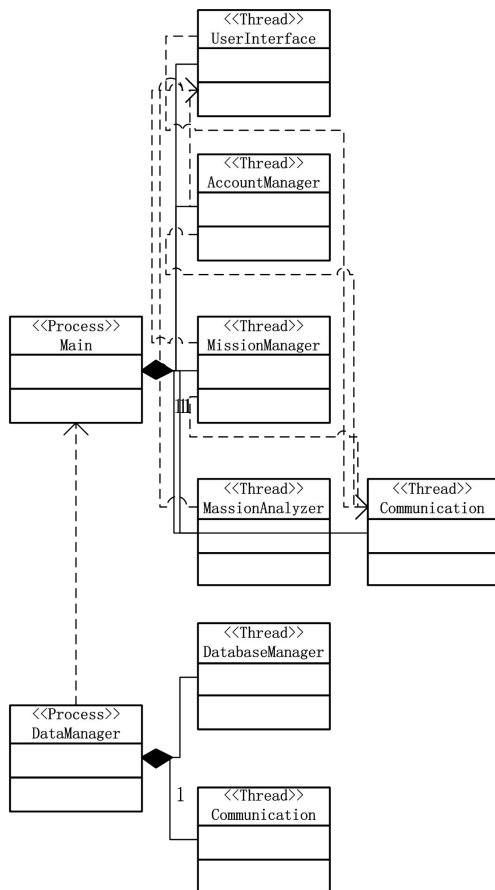 <<Thread>>
UserInterface
<<Thread>>
AccountManager
<<Process>>
Main
<<Thread>>
MissionManager
<<Thread>>
MassionAnalyzer
<<Thread>>
Communication
<<Thread>>
DatabaseManager
<<Process>>
DataManager
1
<<Thread>>
Communication